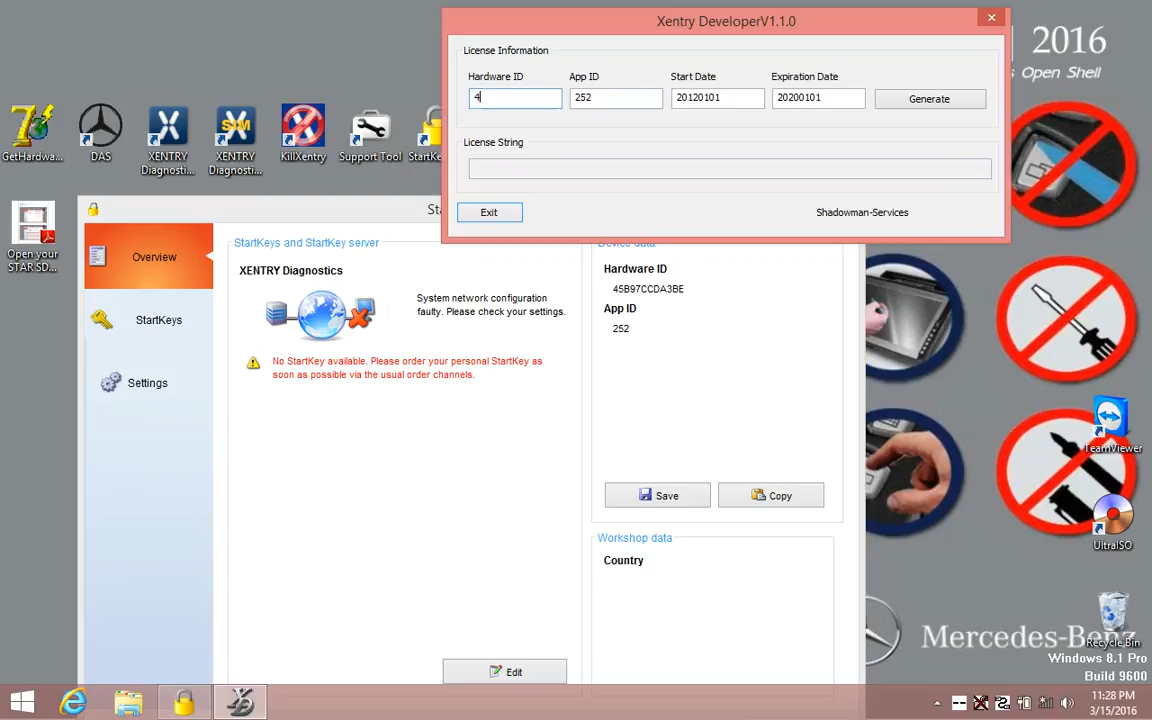 Xentry DeveloperV1.1.0
License Information
Hardware ID
App ID
Start Date
Expiration Date
4
252
20120101
20200101
Generate
License String
Exit
Shadowman-Services
2016
s Open Shell
GetHardwa...
DAS
XENTRY
Diagnosti...
XENTRY
Diagnosti...
KillXentry
Support Tool
StartKe
SIM
Open your
STAR SD...
Sta
Overview
StartKeys
Settings
StartKeys and StartKey server
XENTRY Diagnostics
System network configuration
faulty. Please check your settings.
No StartKey available. Please order your personal StartKey as
soon as possible via the usual order channels.
Edit
Device data
Hardware ID
45B97CCDA3BE
App ID
252
Save
Copy
Workshop data
Country
TeamViewer
UltraISO
Recycle Bin
Mercedes-Benz
Windows 8.1 Pro
Build 9600
11:28 PM
3/15/2016